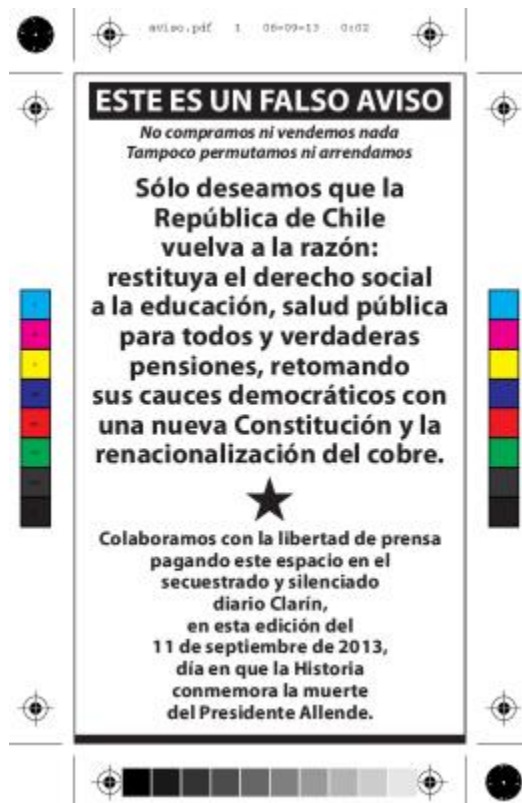 aviso.pdf 1 06-09-13 0:02
ESTE ES UN FALSO AVISO
No compramos ni vendemos nada
Tampoco permutamos ni arrendamos
Sólo deseamos que la
República de Chile
vuelva a la razón:
restituya el derecho social
a la educación, salud pública
para todos y verdaderas
pensiones, retomando
sus cauces democráticos con
una nueva Constitución y la
renacionalización del cobre.
Colaboramos con la libertad de prensa
pagando este espacio en el
secuestrado y silenciado
diario Clarín,
en esta edición del
11 de septiembre de 2013,
día en que la Historia
conmemora la muerte
del Presidente Allende.